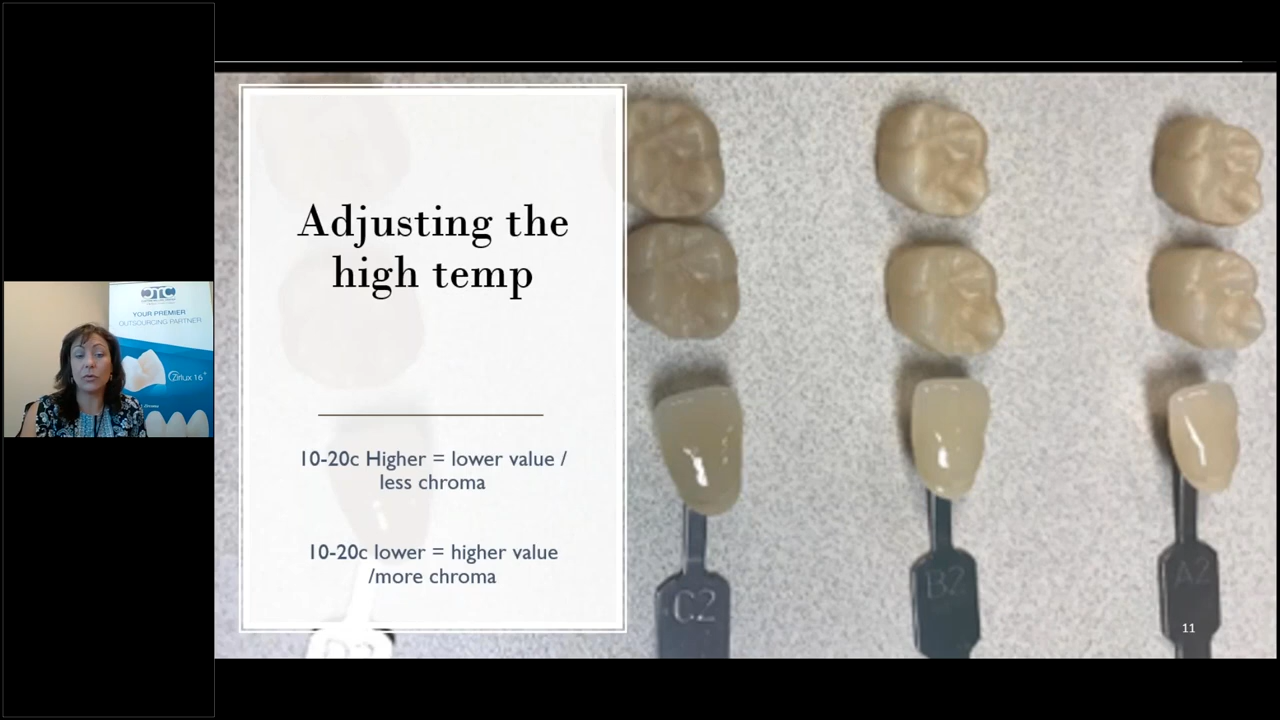 OTC
YOUR PREMIER
OUTSOURCING PARTNER
Zirlux 16+
Adjusting the
high temp
10-20c Higher = lower value /
less chroma
10-20c lower = higher value
/more chroma
C2
B2
A2
11